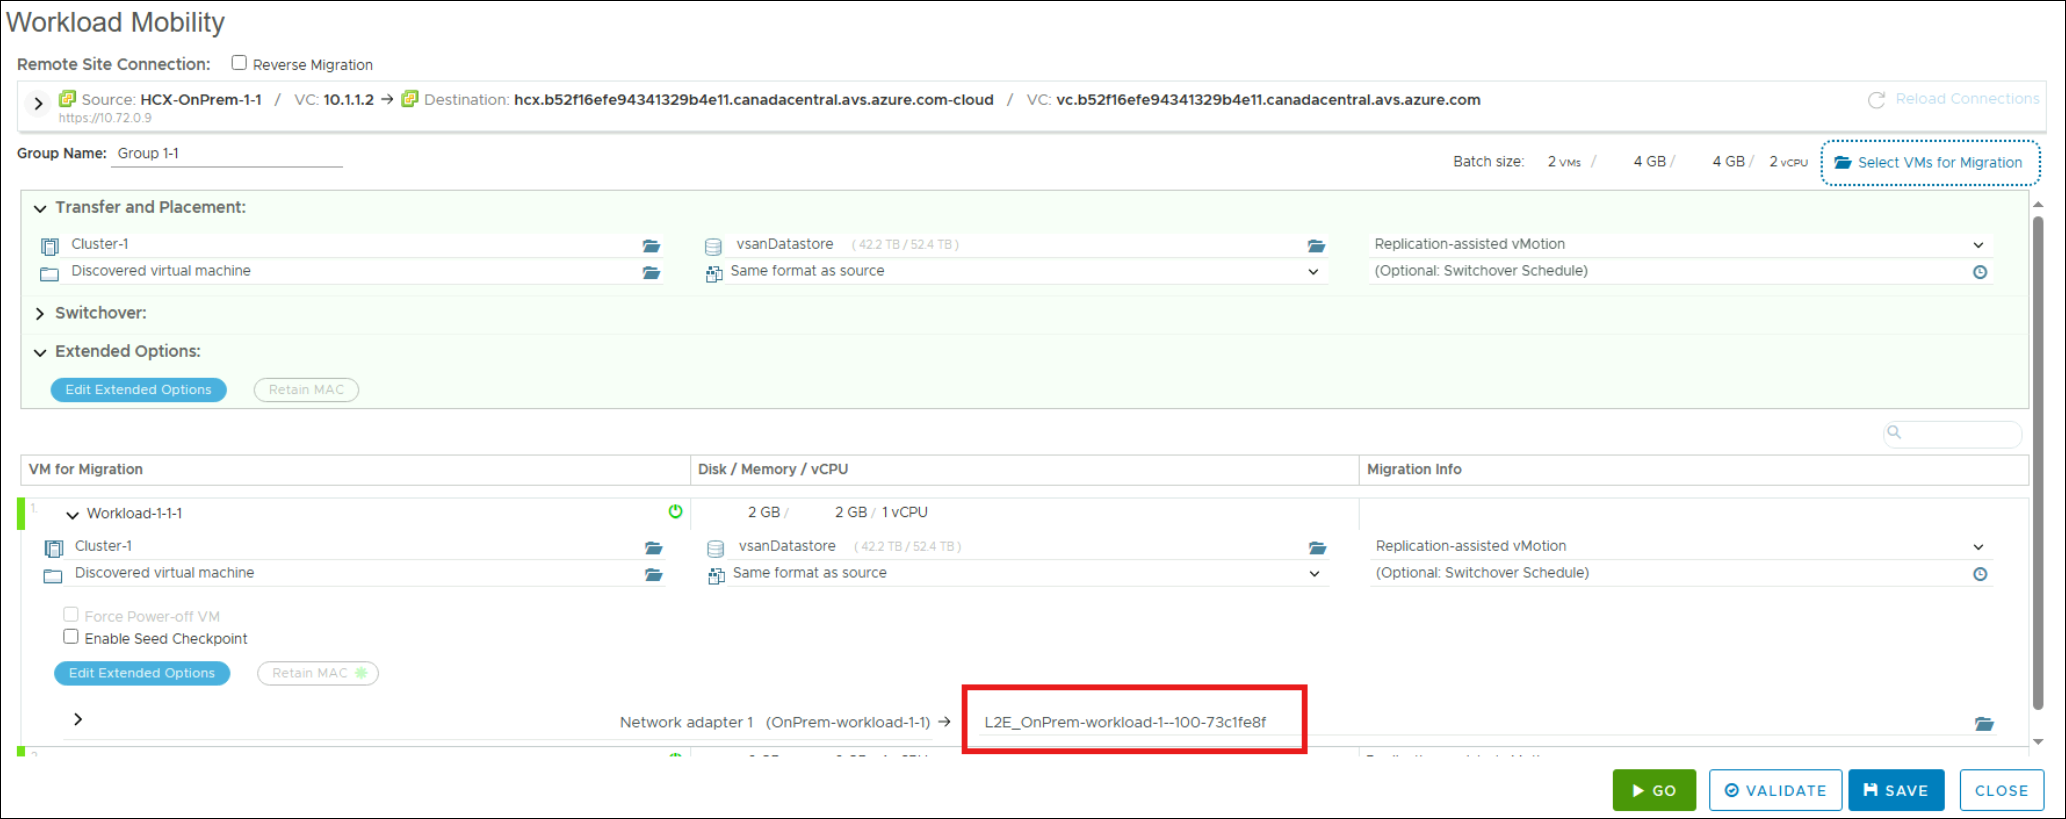 Workload Mobility
Remote Site Connection: Reverse Migration
Source: HCX-OnPrem-1-1 / VC: 10.1.1.2 → Destination: hcx.b52f16efe94341329b4e11.canadacentral.avs.azure.com-cloud / VC: vc.b52f16efe94341329b4e11.canadacentral.avs.azure.com Reload Connections
https://10.72.0.9
Group Name: Group 1-1
Batch size: 2 VMs / 4 GB / 4 GB / 2 vCPU Select VMs for Migration
Transfer and Placement:
Cluster-1 vsanDatastore ( 42.2 TB / 52.4 TB ) Replication-assisted vMotion
Discovered virtual machine Same format as source (Optional: Switchover Schedule)
Switchover:
Extended Options:
Edit Extended Options Retain MAC
VM for Migration Disk / Memory / vCPU Migration Info
1. Workload-1-1-1 2 GB / 2 GB / 1 vCPU
Cluster-1 vsanDatastore ( 42.2 TB / 52.4 TB ) Replication-assisted vMotion
Discovered virtual machine Same format as source (Optional: Switchover Schedule)
Force Power-off VM
Enable Seed Checkpoint
Edit Extended Options Retain MAC
Network adapter 1 (OnPrem-workload-1-1) → L2E_OnPrem-workload-1--100-73c1fe8f
GO VALIDATE SAVE CLOSE